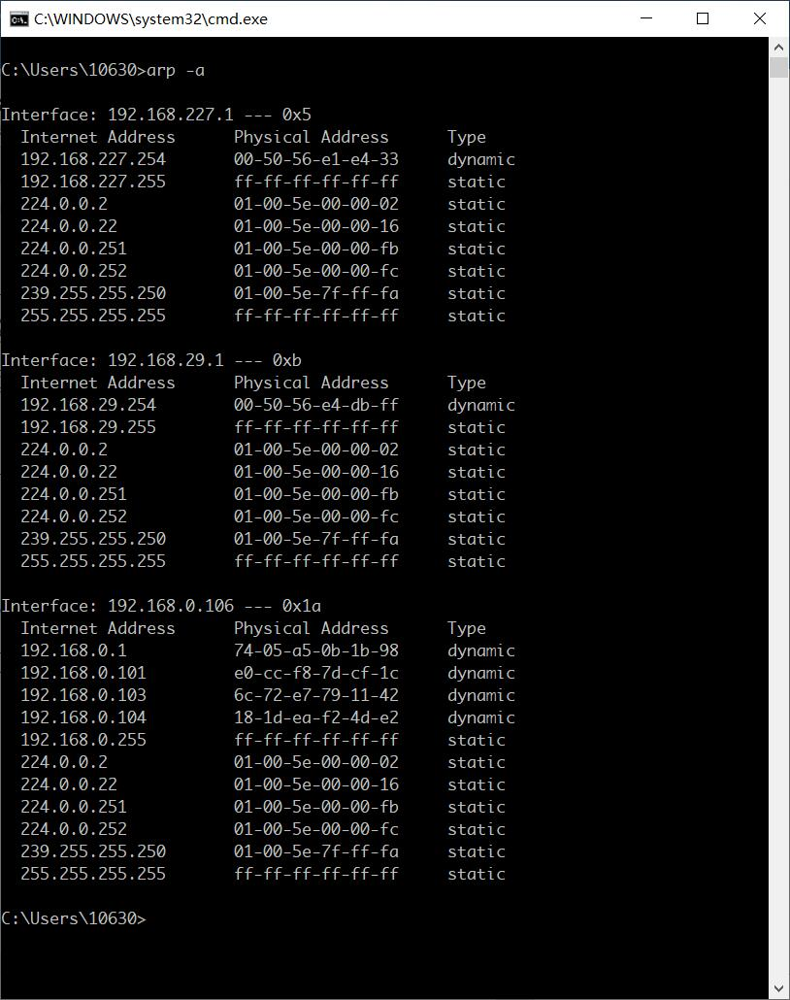 C:\WINDOWS\system32\cmd.exe
C:\Users\10630>arp -a
Interface: 192.168.227.1 --- 0x5
Internet Address Physical Address Type
192.168.227.254 00-50-56-e1-e4-33 dynamic
192.168.227.255 ff-ff-ff-ff-ff-ff static
224.0.0.2 01-00-5e-00-00-02 static
224.0.0.22 01-00-5e-00-00-16 static
224.0.0.251 01-00-5e-00-00-fb static
224.0.0.252 01-00-5e-00-00-fc static
239.255.255.250 01-00-5e-7f-ff-fa static
255.255.255.255 ff-ff-ff-ff-ff-ff static
Interface: 192.168.29.1 --- 0xb
Internet Address Physical Address Type
192.168.29.254 00-50-56-e4-db-ff dynamic
192.168.29.255 ff-ff-ff-ff-ff-ff static
224.0.0.2 01-00-5e-00-00-02 static
224.0.0.22 01-00-5e-00-00-16 static
224.0.0.251 01-00-5e-00-00-fb static
224.0.0.252 01-00-5e-00-00-fc static
239.255.255.250 01-00-5e-7f-ff-fa static
255.255.255.255 ff-ff-ff-ff-ff-ff static
Interface: 192.168.0.106 --- 0x1a
Internet Address Physical Address Type
192.168.0.1 74-05-a5-0b-1b-98 dynamic
192.168.0.101 e0-cc-f8-7d-cf-1c dynamic
192.168.0.103 6c-72-e7-79-11-42 dynamic
192.168.0.104 18-1d-ea-f2-4d-e2 dynamic
192.168.0.255 ff-ff-ff-ff-ff-ff static
224.0.0.2 01-00-5e-00-00-02 static
224.0.0.22 01-00-5e-00-00-16 static
224.0.0.251 01-00-5e-00-00-fb static
224.0.0.252 01-00-5e-00-00-fc static
239.255.255.250 01-00-5e-7f-ff-fa static
255.255.255.255 ff-ff-ff-ff-ff-ff static
C:\Users\10630>